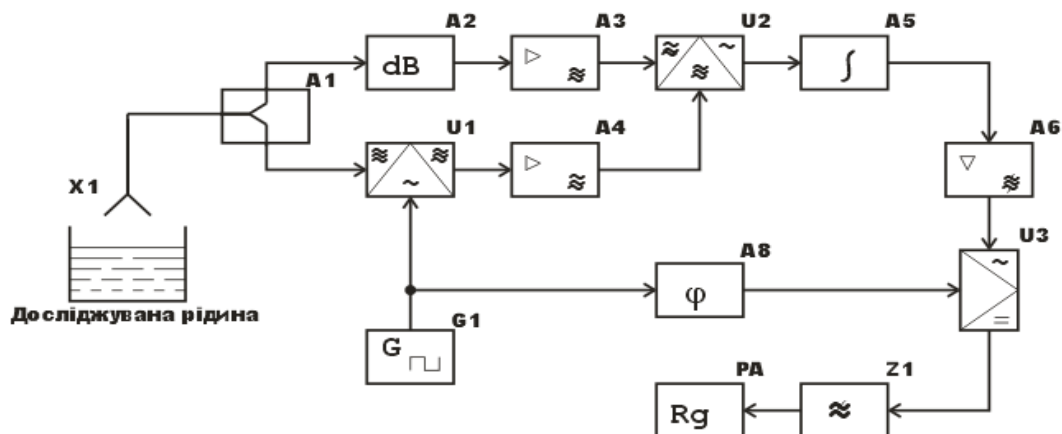 A2 A3 U2 A5
dB
∫
A1
U1 A4 A6
X1
U3
A8
φ
Досліджувана рідина
G1
G
=
PA Z1
Rg